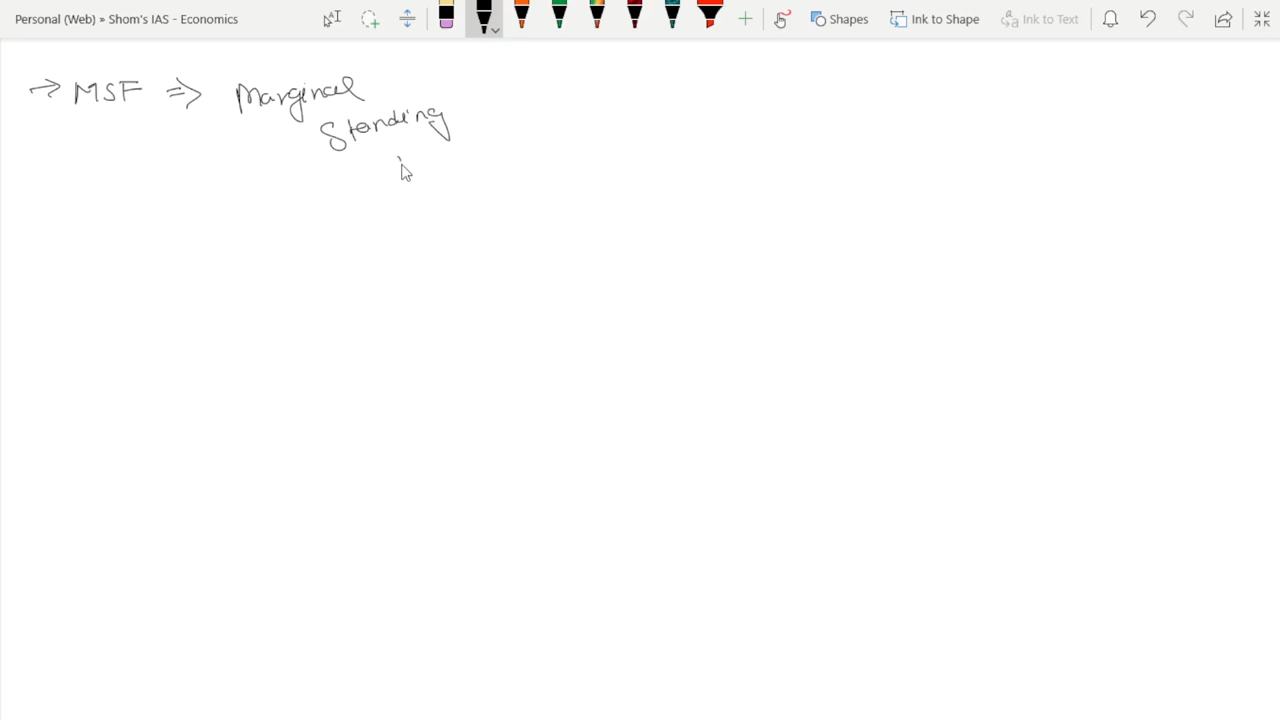 Personal (Web) » Shom's IAS - Economics
Shapes
Ink to Shape
Ink to Text
→ MSF ⇒ Marginal
Standing